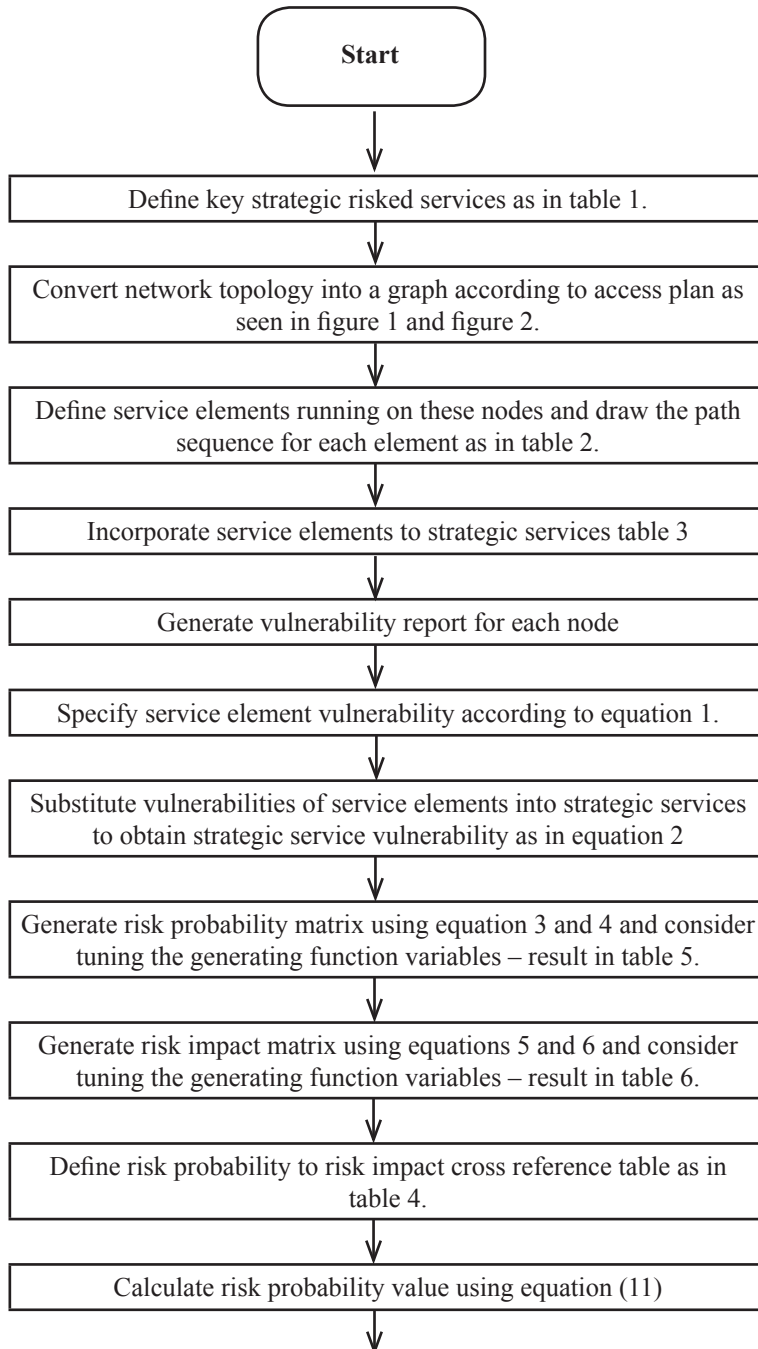 Start
Define key strategic risked services as in table 1.
Convert network topology into a graph according to access plan as
seen in figure 1 and figure 2.
Define service elements running on these nodes and draw the path
sequence for each element as in table 2.
Incorporate service elements to strategic services table 3
Generate vulnerability report for each node
Specify service element vulnerability according to equation 1.
Substitute vulnerabilities of service elements into strategic services
to obtain strategic service vulnerability as in equation 2
Generate risk probability matrix using equation 3 and 4 and consider
tuning the generating function variables – result in table 5.
Generate risk impact matrix using equations 5 and 6 and consider
tuning the generating function variables – result in table 6.
Define risk probability to risk impact cross reference table as in
table 4.
Calculate risk probability value using equation (11)